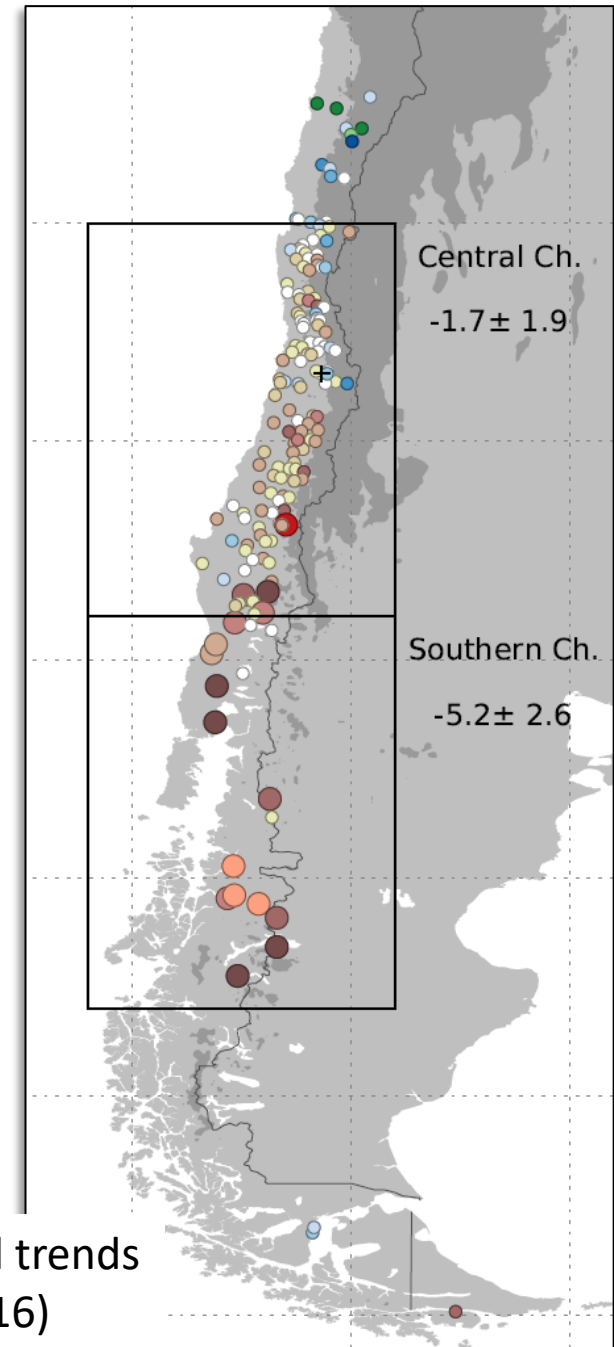 Central Ch.
-1.7± 1.9
Southern Ch.
-5.2± 2.6
trends
16)